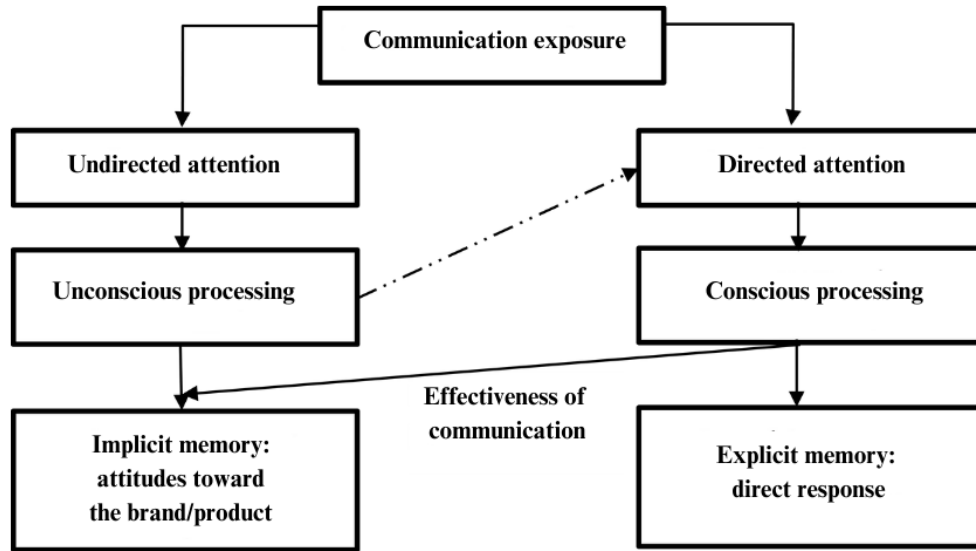 Communication exposure
Undirected attention
Directed attention
Unconscious processing
Conscious processing
Effectiveness of
communication
Implicit memory:
attitudes toward
the brand/product
Explicit memory:
direct response